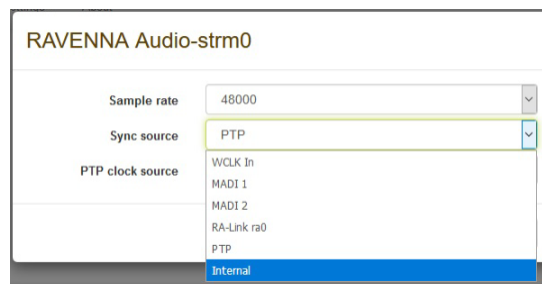 RAVENNA Audio-strm0
Sample rate 48000
Sync source PTP
PTP clock source
WCLK In
MADI 1
MADI 2
RA-Link ra0
PTP
Internal